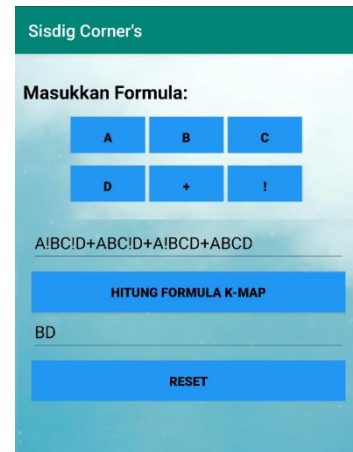 Sisdig Corner's
Masukkan Formula:
A B C
D + !
A!BC!D+ABC!D+A!BCD+ABCD
HITUNG FORMULA K-MAP
BD
RESET